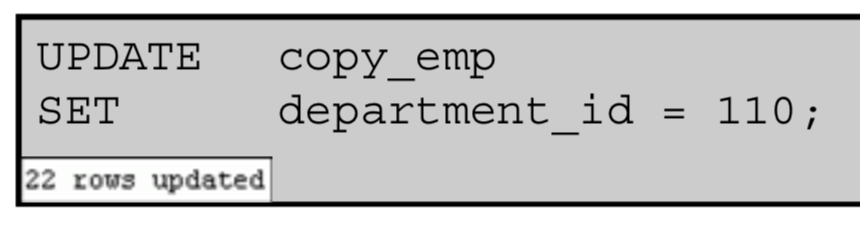 UPDATE copy_emp
SET department_id = 110;
22 rows updated